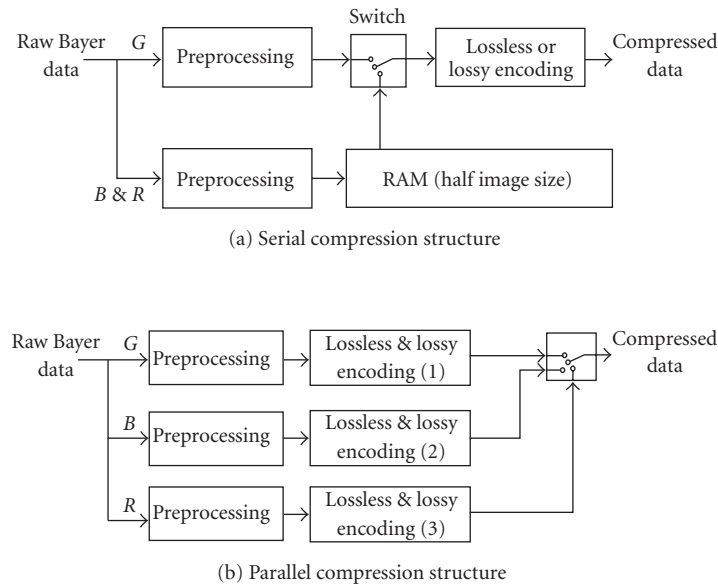 Switch
Raw Bayer
data
G
Preprocessing
Lossless or
lossy encoding
Compressed
data
B & R
Preprocessing
RAM (half image size)
(a) Serial compression structure
Raw Bayer
data
G
Preprocessing
Lossless & lossy
encoding (1)
Compressed
data
B
Preprocessing
Lossless & lossy
encoding (2)
R
Preprocessing
Lossless & lossy
encoding (3)
(b) Parallel compression structure